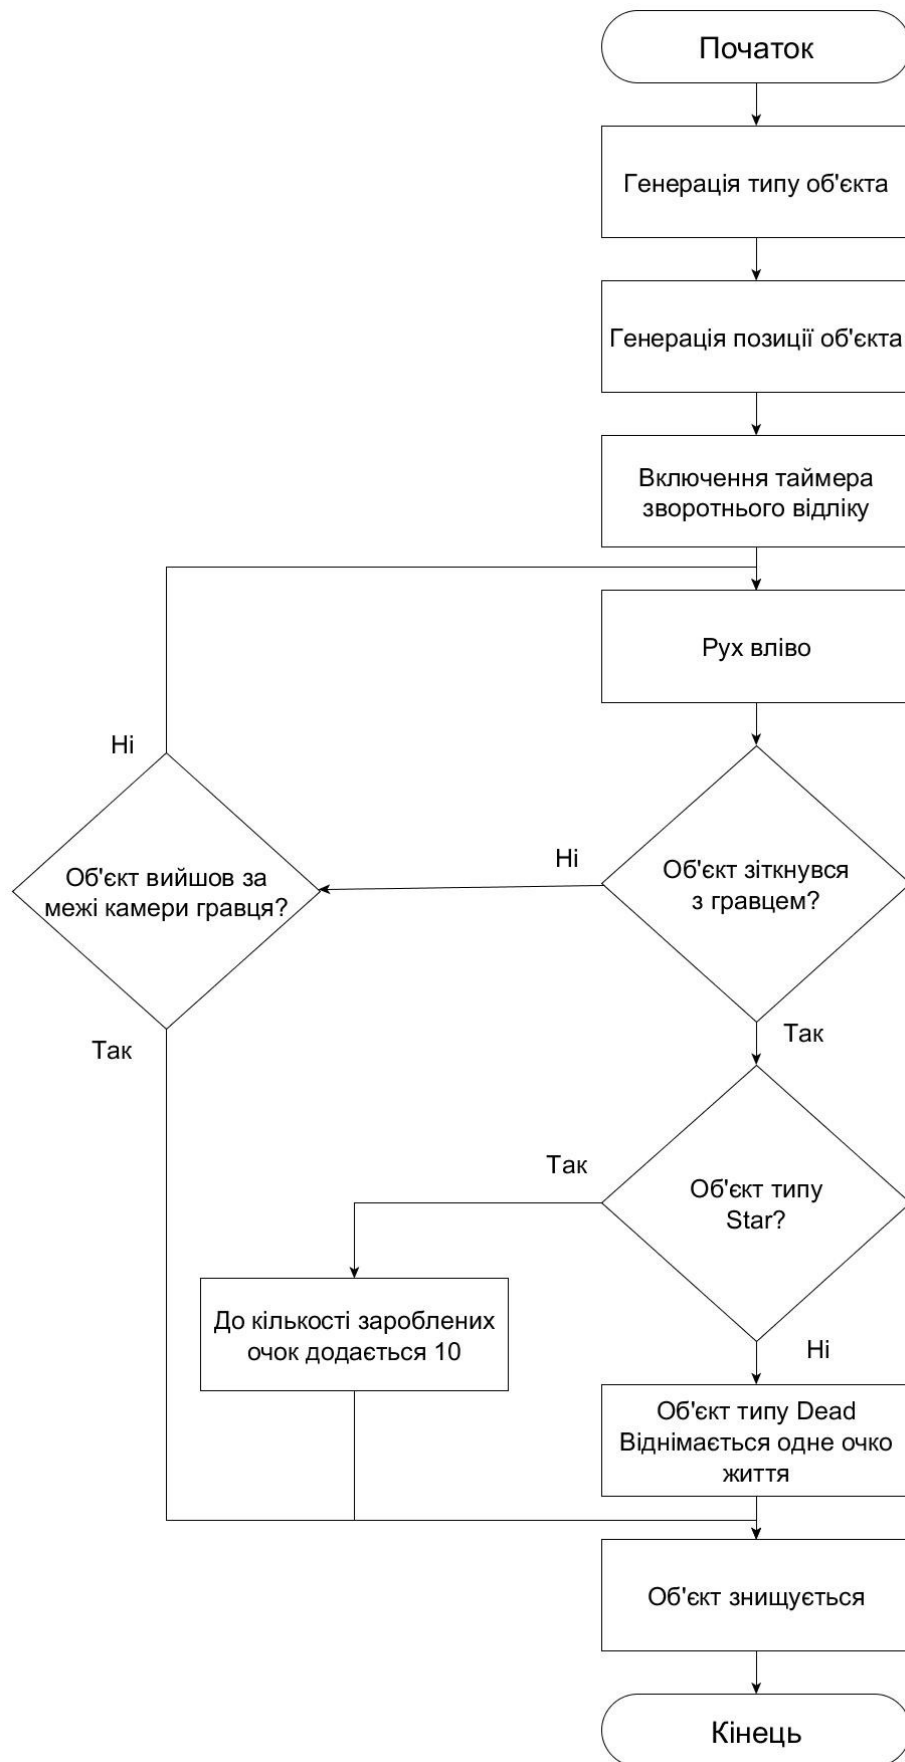 Початок
Генерація типу об'єкта
Генерація позиції об'єкта
Включення таймера
зворотнього відліку
Рух вліво
Ні
Об'єкт вийшов за
межі камери гравця?
Ні
Об'єкт зіткнувся
з гравцем?
Так
Так
Так
Об'єкт типу
Star?
До кількості зароблених
очок додається 10
Ні
Об'єкт типу Dead
Віднімається одне очко
життя
Об'єкт знищується
Кінець